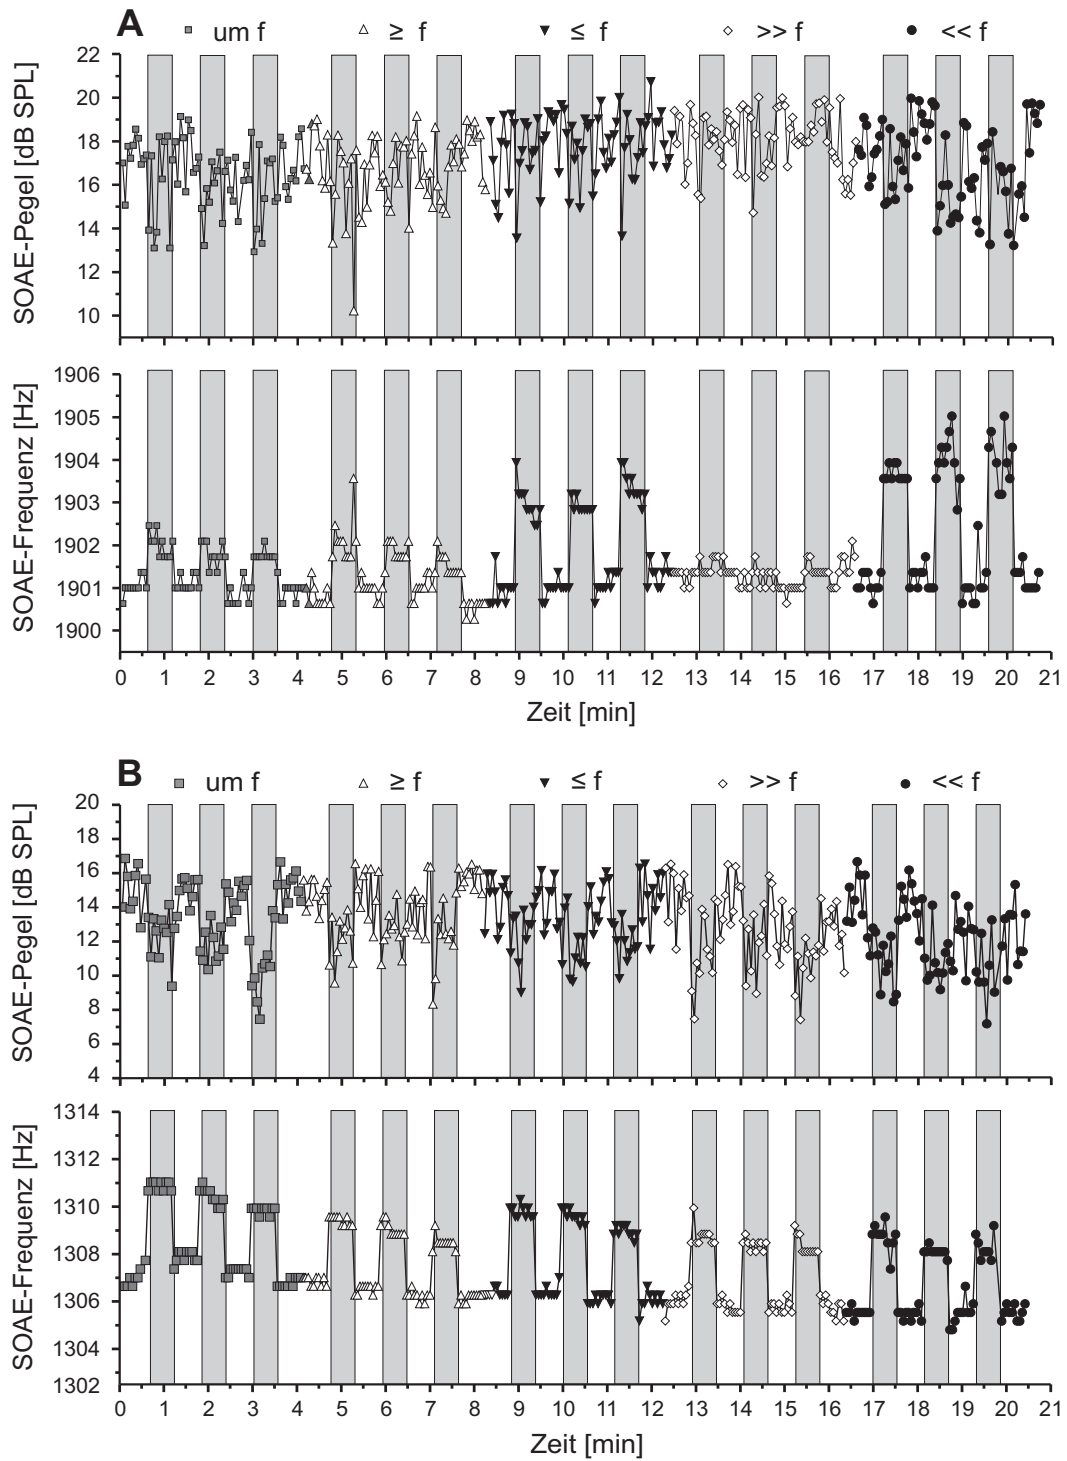 A
um f ≥ f ≤ f >> f << f
SOAE-Pegel [dB SPL]
22
20
18
16
14
12
10
SOAE-Frequenz [Hz]
1906
1905
1904
1903
1902
1901
1900
0 1 2 3 4 5 6 7 8 9 10 11 12 13 14 15 16 17 18 19 20 21
Zeit [min]
B
um f ≥ f ≤ f >> f << f
SOAE-Pegel [dB SPL]
20
18
16
14
12
10
8
6
4
SOAE-Frequenz [Hz]
1314
1312
1310
1308
1306
1304
1302
0 1 2 3 4 5 6 7 8 9 10 11 12 13 14 15 16 17 18 19 20 21
Zeit [min]